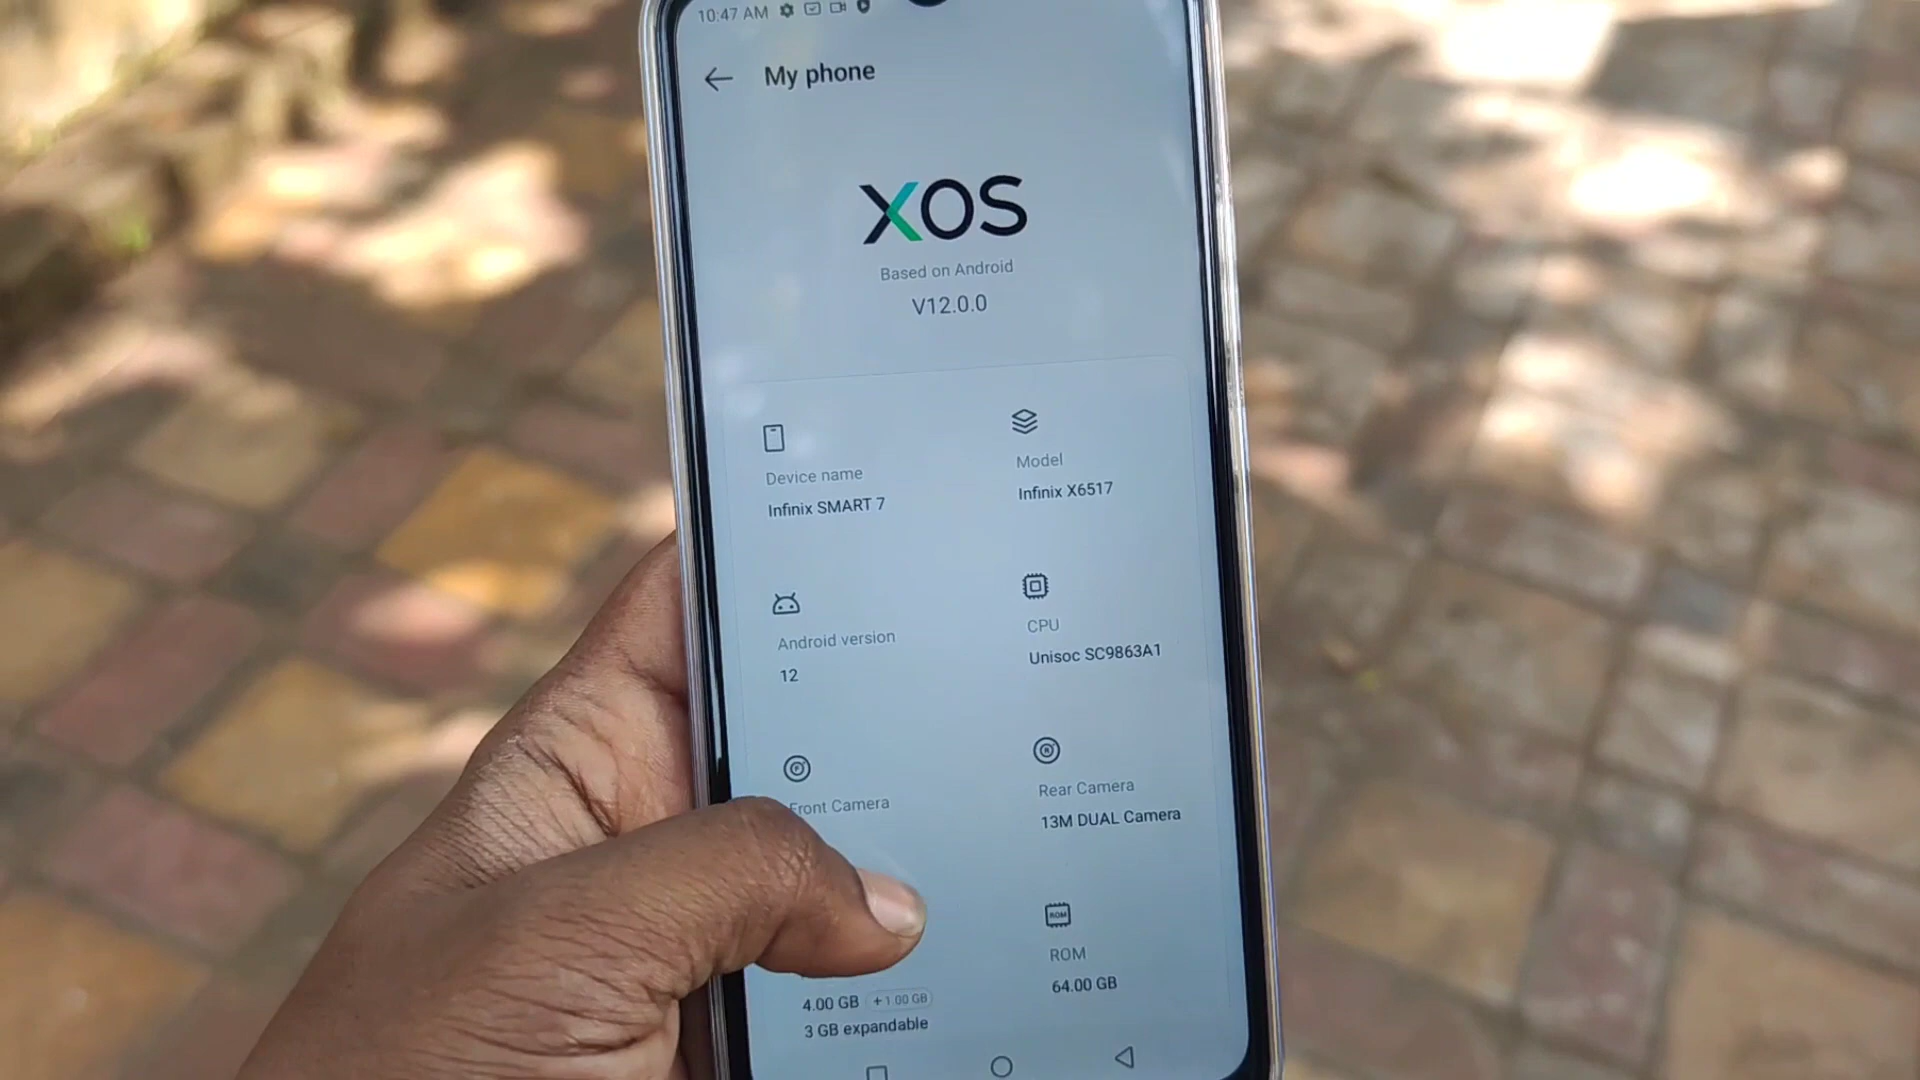 10:47 AM
My phone
XOS
Based on Android
V12.0.0
Device name
Infinix SMART 7
Model
Infinix X6517
Android version
12
CPU
Unisoc SC9863A1
Front Camera
Rear Camera
13M DUAL Camera
4.00 GB +1.00 GB
3 GB expandable
ROM
ROM
64.00 GB